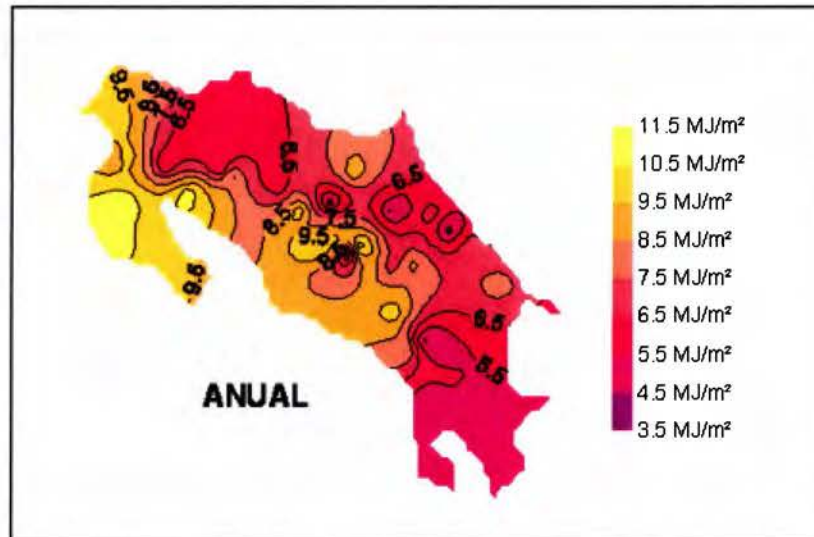 9.5
6.5
6.5
8.5
7.5
9.5
9.5
6.5
5.5
ANUAL
11.5 MJ/m²
10.5 MJ/m²
9.5 MJ/m²
8.5 MJ/m²
7.5 MJ/m²
6.5 MJ/m²
5.5 MJ/m²
4.5 MJ/m²
3.5 MJ/m²